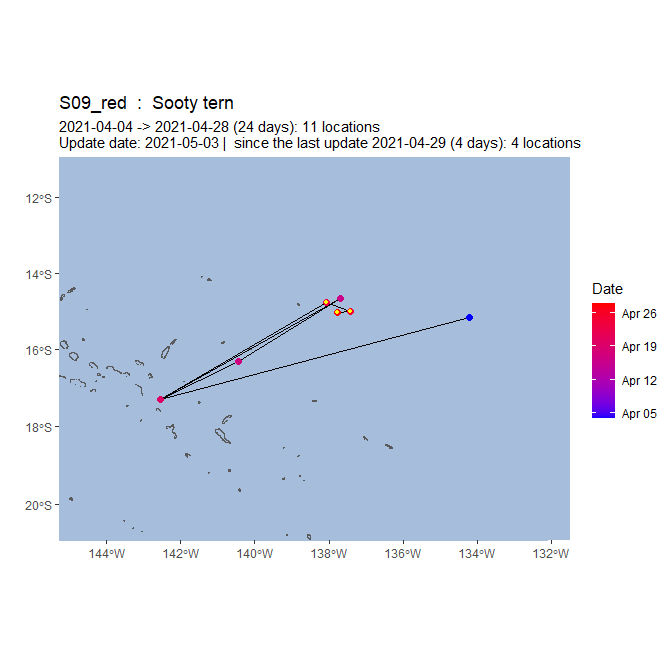 S09_red : Sooty tern
2021-04-04 -> 2021-04-28 (24 days): 11 locations
Update date: 2021-05-03 | since the last update 2021-04-29 (4 days): 4 locations
12°S
14°S
16°S
18°S
20°S
144°W 142°W 140°W 138°W 136°W 134°W 132°W
Date
Apr 26
Apr 19
Apr 12
Apr 05